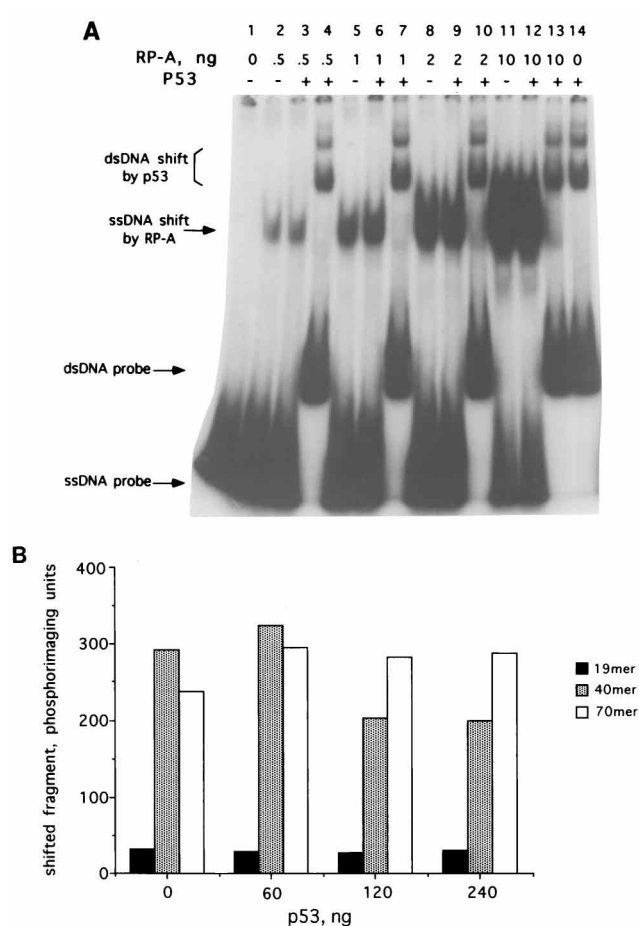 A
1 2 3 4 5 6 7 8 9 10 11 12 13 14
RP-A, ng 0 .5 .5 .5 1 1 1 2 2 2 10 10 10 0
P53 - - + + - + + - + + - + + +
dsDNA shift
by p53
ssDNA shift
by RP-A
dsDNA probe
ssDNA probe
B
shifted fragment, phosphorimaging units
400
300
200
100
0
0 60 120 240
p53, ng
19mer
40mer
70mer